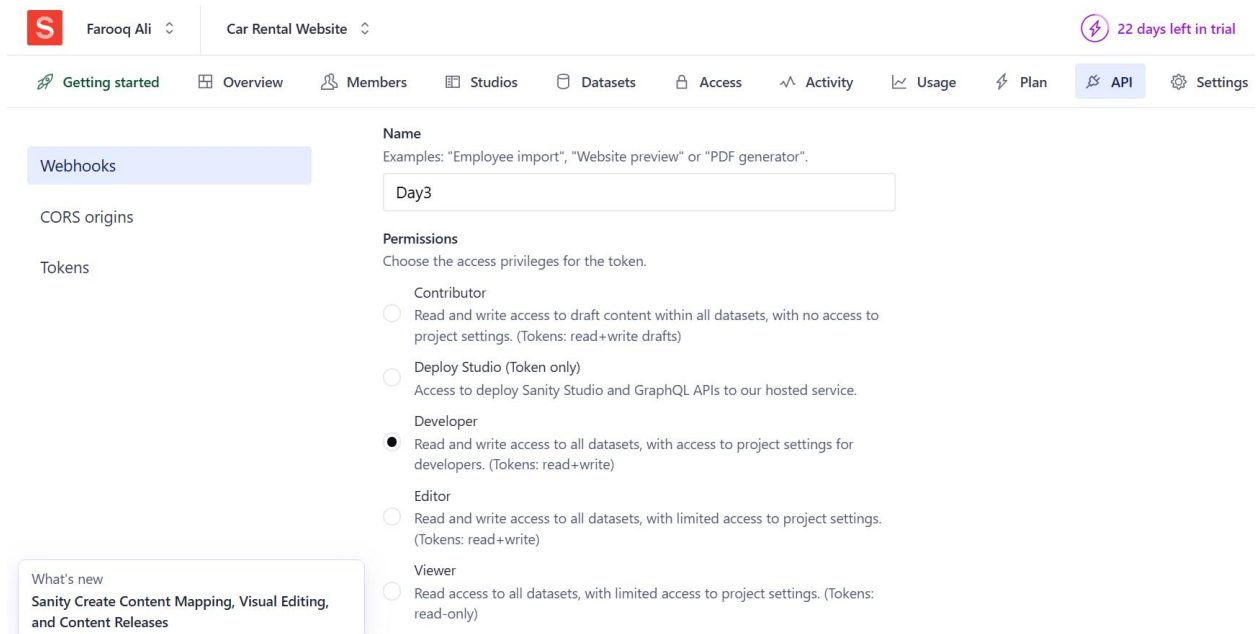 S Farooq Ali Car Rental Website 22 days left in trial
Getting started Overview Members Studios Datasets Access Activity Usage Plan API Settings
Webhooks
CORS origins
Tokens
Name
Examples: "Employee import", "Website preview" or "PDF generator".
Day3
Permissions
Choose the access privileges for the token.
Contributor
Read and write access to draft content within all datasets, with no access to
project settings. (Tokens: read+write drafts)
Deploy Studio (Token only)
Access to deploy Sanity Studio and GraphQL APIs to our hosted service.
Developer
Read and write access to all datasets, with access to project settings for
developers. (Tokens: read+write)
Editor
Read and write access to all datasets, with limited access to project settings.
(Tokens: read+write)
Viewer
Read access to all datasets, with limited access to project settings. (Tokens:
read-only)
What's new
Sanity Create Content Mapping, Visual Editing,
and Content Releases